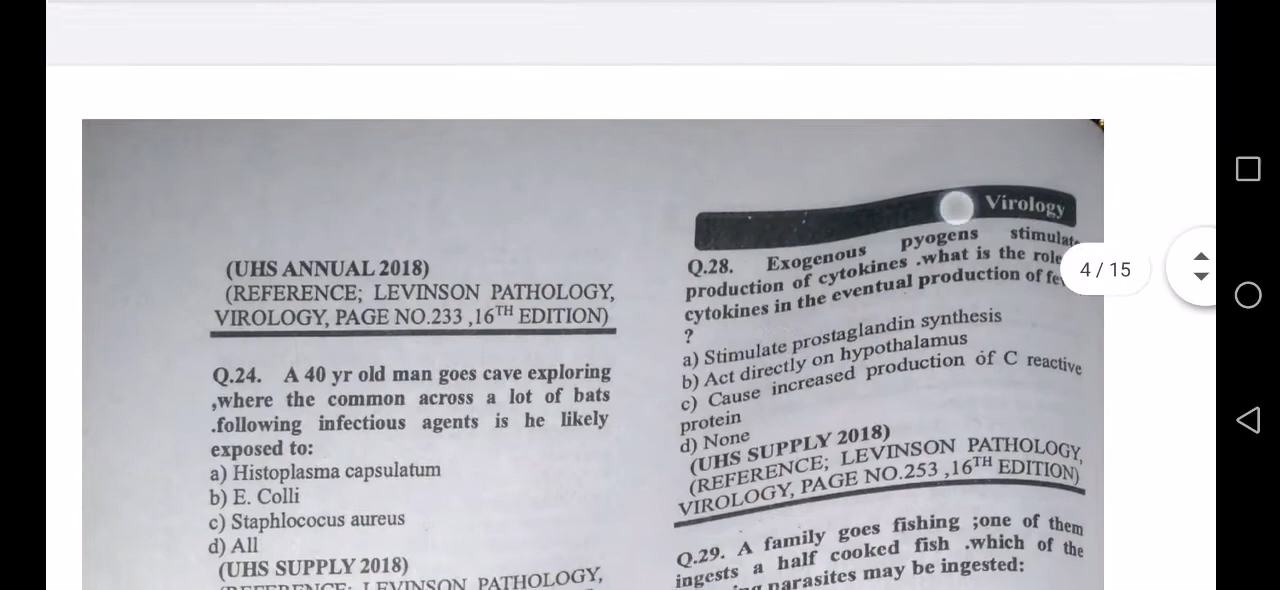 (UHS ANNUAL 2018)
(REFERENCE; LEVINSON PATHOLOGY,
VIROLOGY, PAGE NO.233 ,16TH EDITION)
Q.24. A 40 yr old man goes cave exploring
,where the common across a lot of bats
.following infectious agents is he likely
exposed to:
a) Histoplasma capsulatum
b) E. Colli
c) Staphlococus aureus
d) All
(UHS SUPPLY 2018)
(REFERENCE; LEVINSON PATHOLOGY,
Virology
Q.28. Exogenous pyogens
production of cytokines .what is the role
cytokines in the eventual production of
?
a) Stimulate prostaglandin synthesis
b) Act directly on hypothalamus
c) Cause increased production of C reactive
protein
d) None
(UHS SUPPLY 2018)
(REFERENCE; LEVINSON PATHOLOGY,
VIROLOGY, PAGE NO.253 ,16TH EDITION)
Q.29. A family goes fishing ;one of them
ingests a half cooked fish .which of the
parasites may be ingested:
4 / 15